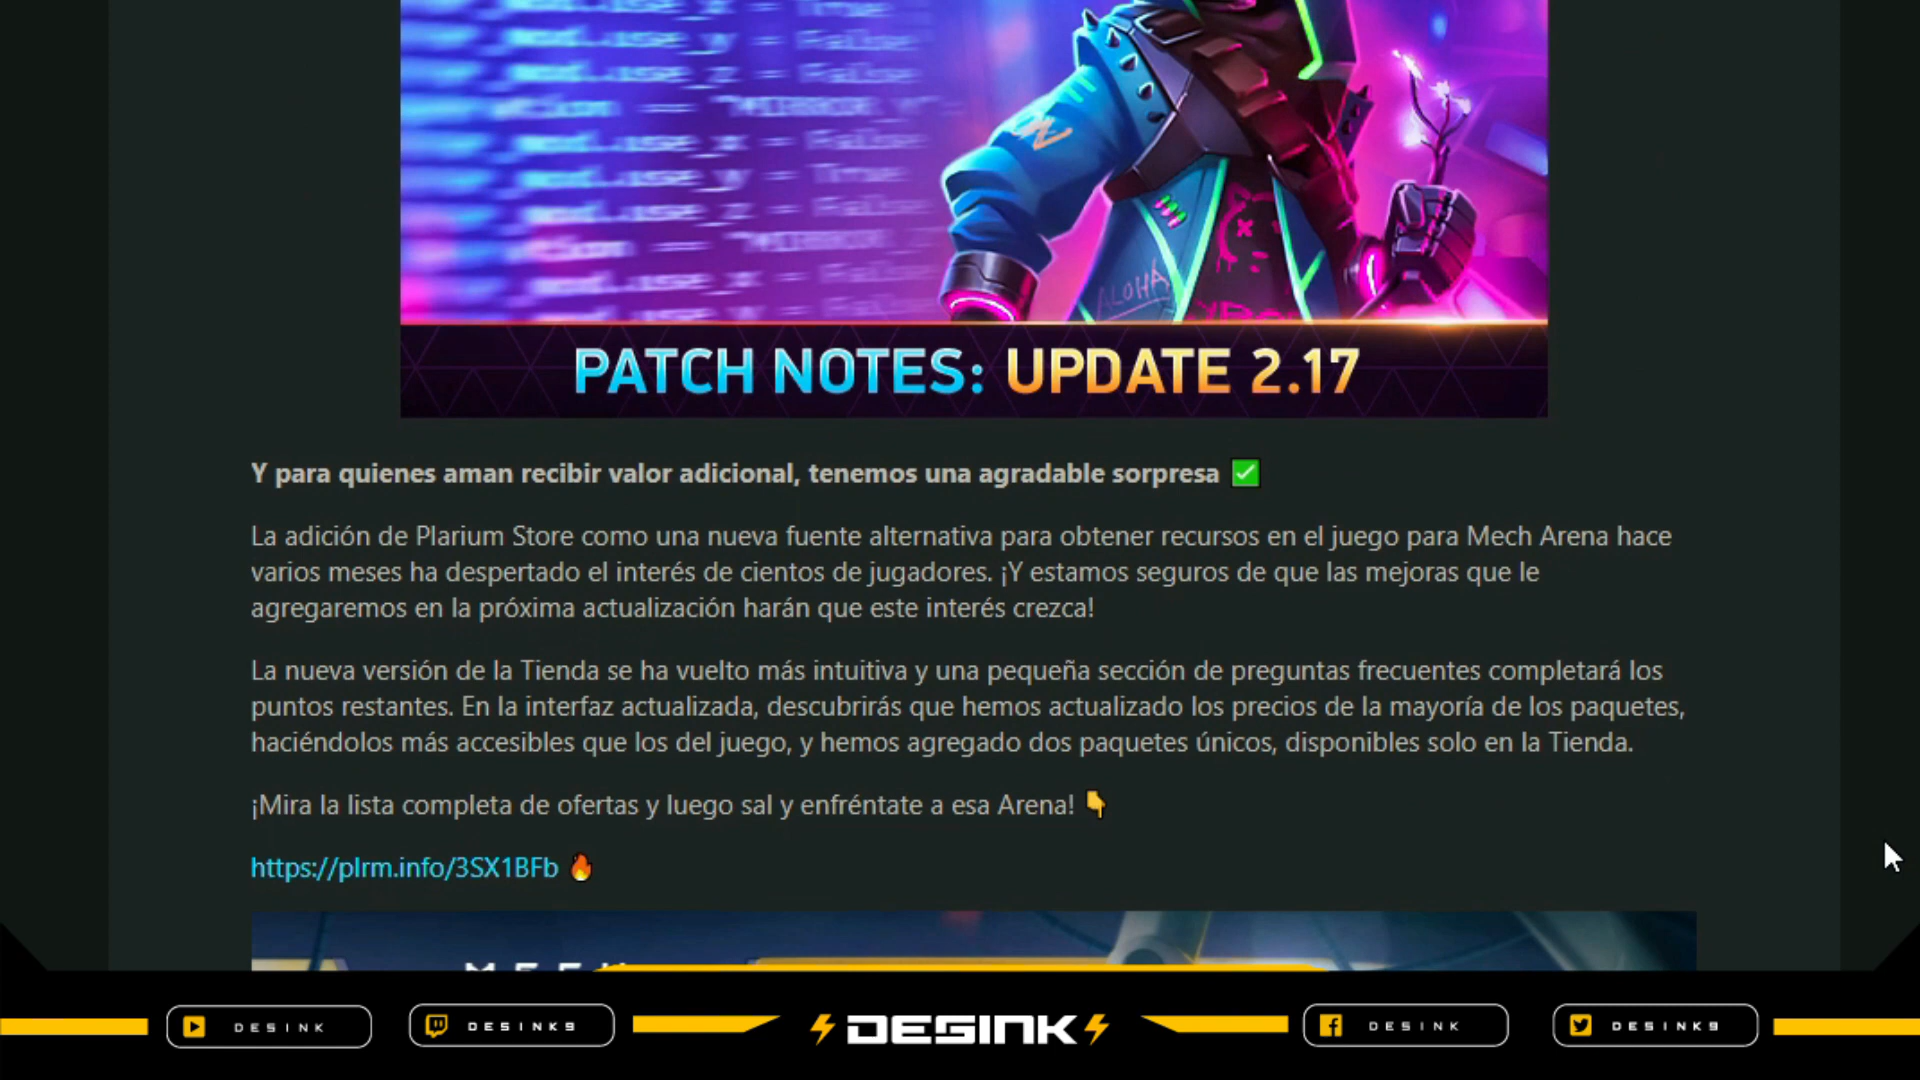 PATCH NOTES: UPDATE 2.17
ALOHA
Y para quienes aman recibir valor adicional, tenemos una agradable sorpresa ✅
La adición de Plarium Store como una nueva fuente alternativa para obtener recursos en el juego para Mech Arena hace
varios meses ha despertado el interés de cientos de jugadores. ¡Y estamos seguros de que las mejoras que le
agregaremos en la próxima actualización harán que este interés crezca!
La nueva versión de la Tienda se ha vuelto más intuitiva y una pequeña sección de preguntas frecuentes completará los
puntos restantes. En la interfaz actualizada, descubrirás que hemos actualizado los precios de la mayoría de los paquetes,
haciéndolos más accesibles que los del juego, y hemos agregado dos paquetes únicos, disponibles solo en la Tienda.
¡Mira la lista completa de ofertas y luego sal y enfréntate a esa Arena! 👇
https://plrm.info/3SX1BFb 🔥
DESINK
DESINK9
DESINK
DESINK
DESINK9